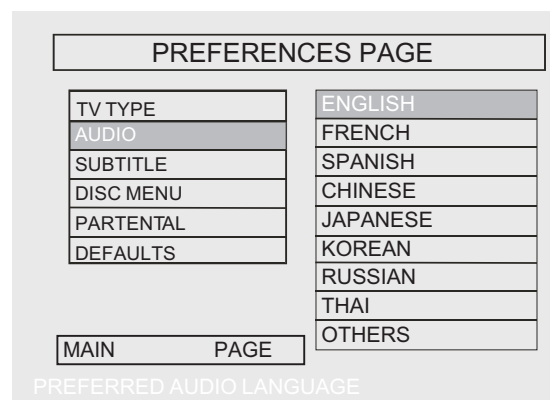 PREFERENCES PAGE
TV TYPE
AUDIO
SUBTITLE
DISC MENU
PARTENTAL
DEFAULTS
ENGLISH
FRENCH
SPANISH
CHINESE
JAPANESE
KOREAN
RUSSIAN
THAI
OTHERS
MAIN PAGE
PREFERRED AUDIO LANGUAGE